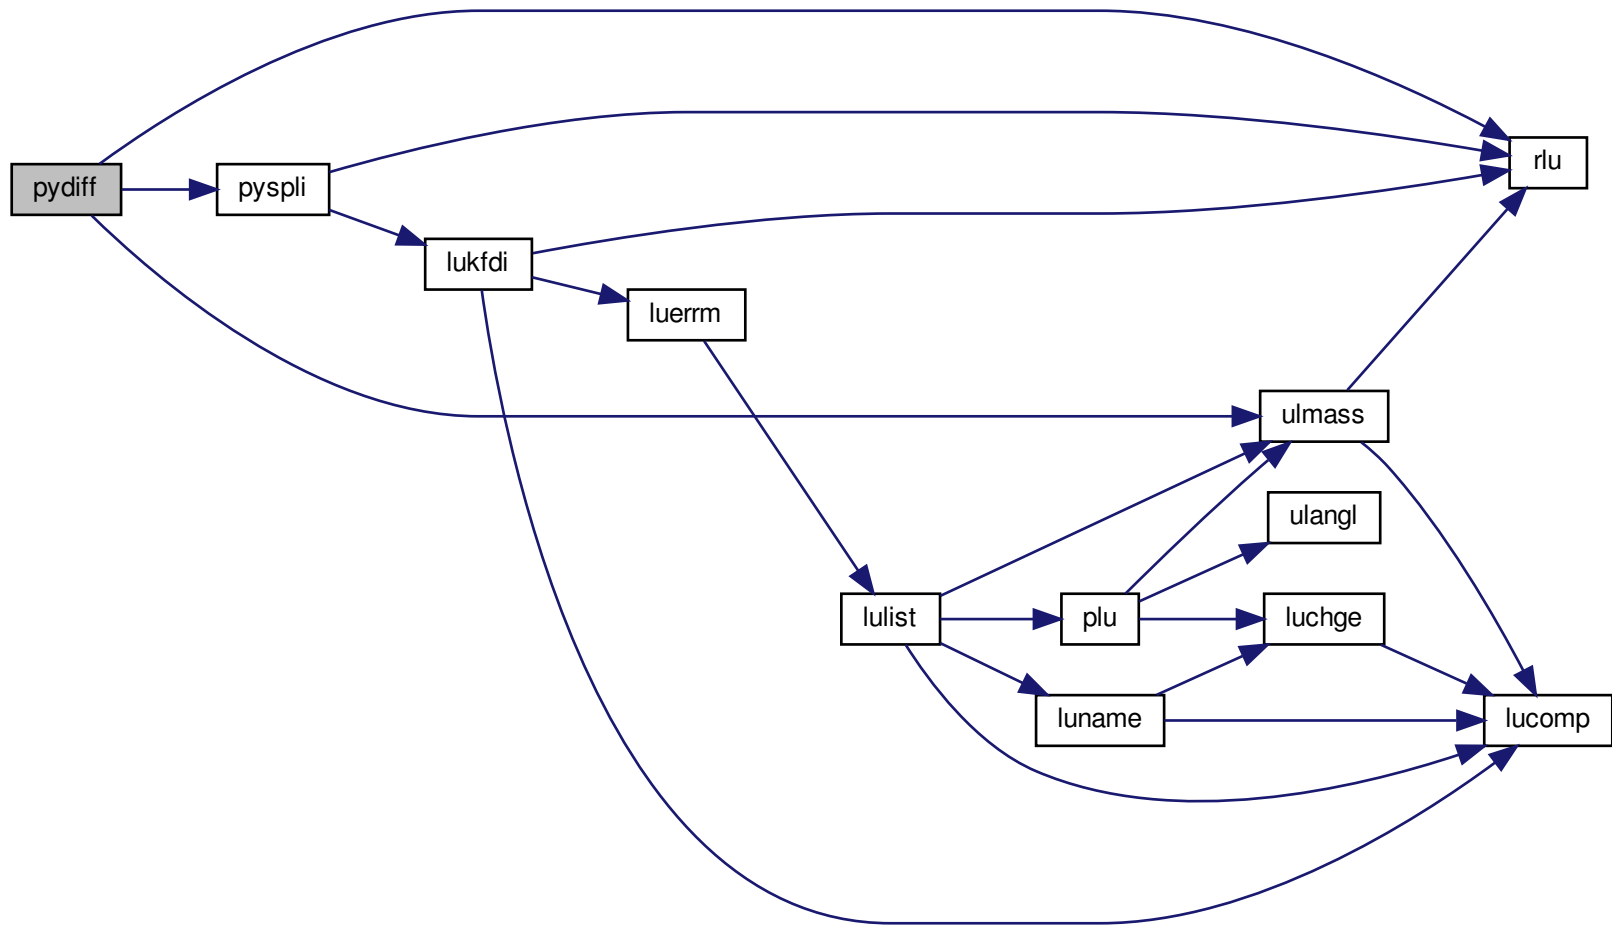 pydiff
pyspli
rlu
lukfdi
luerrm
ulmass
ulangl
lulist
plu
luchge
luname
lucomp